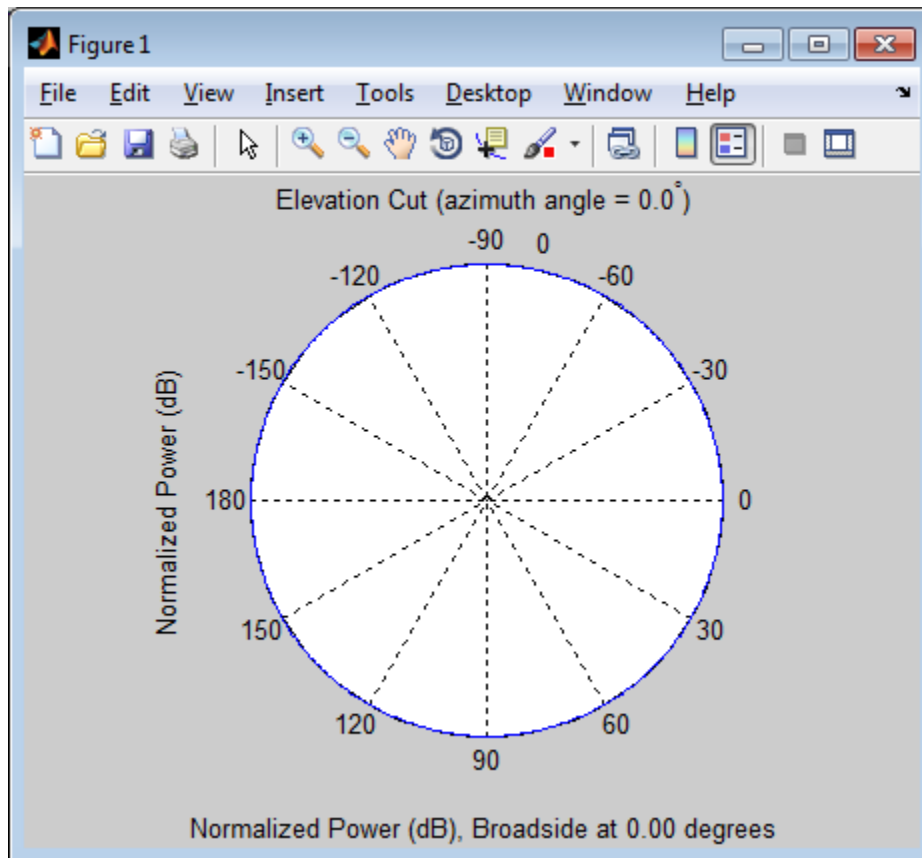 Figure 1
File Edit View Insert Tools Desktop Window Help
Elevation Cut (azimuth angle = 0.0°)
-90 0
-120 -60
-150 -30
Normalized Power (dB)
180 0
150 30
120 60
90
Normalized Power (dB), Broadside at 0.00 degrees